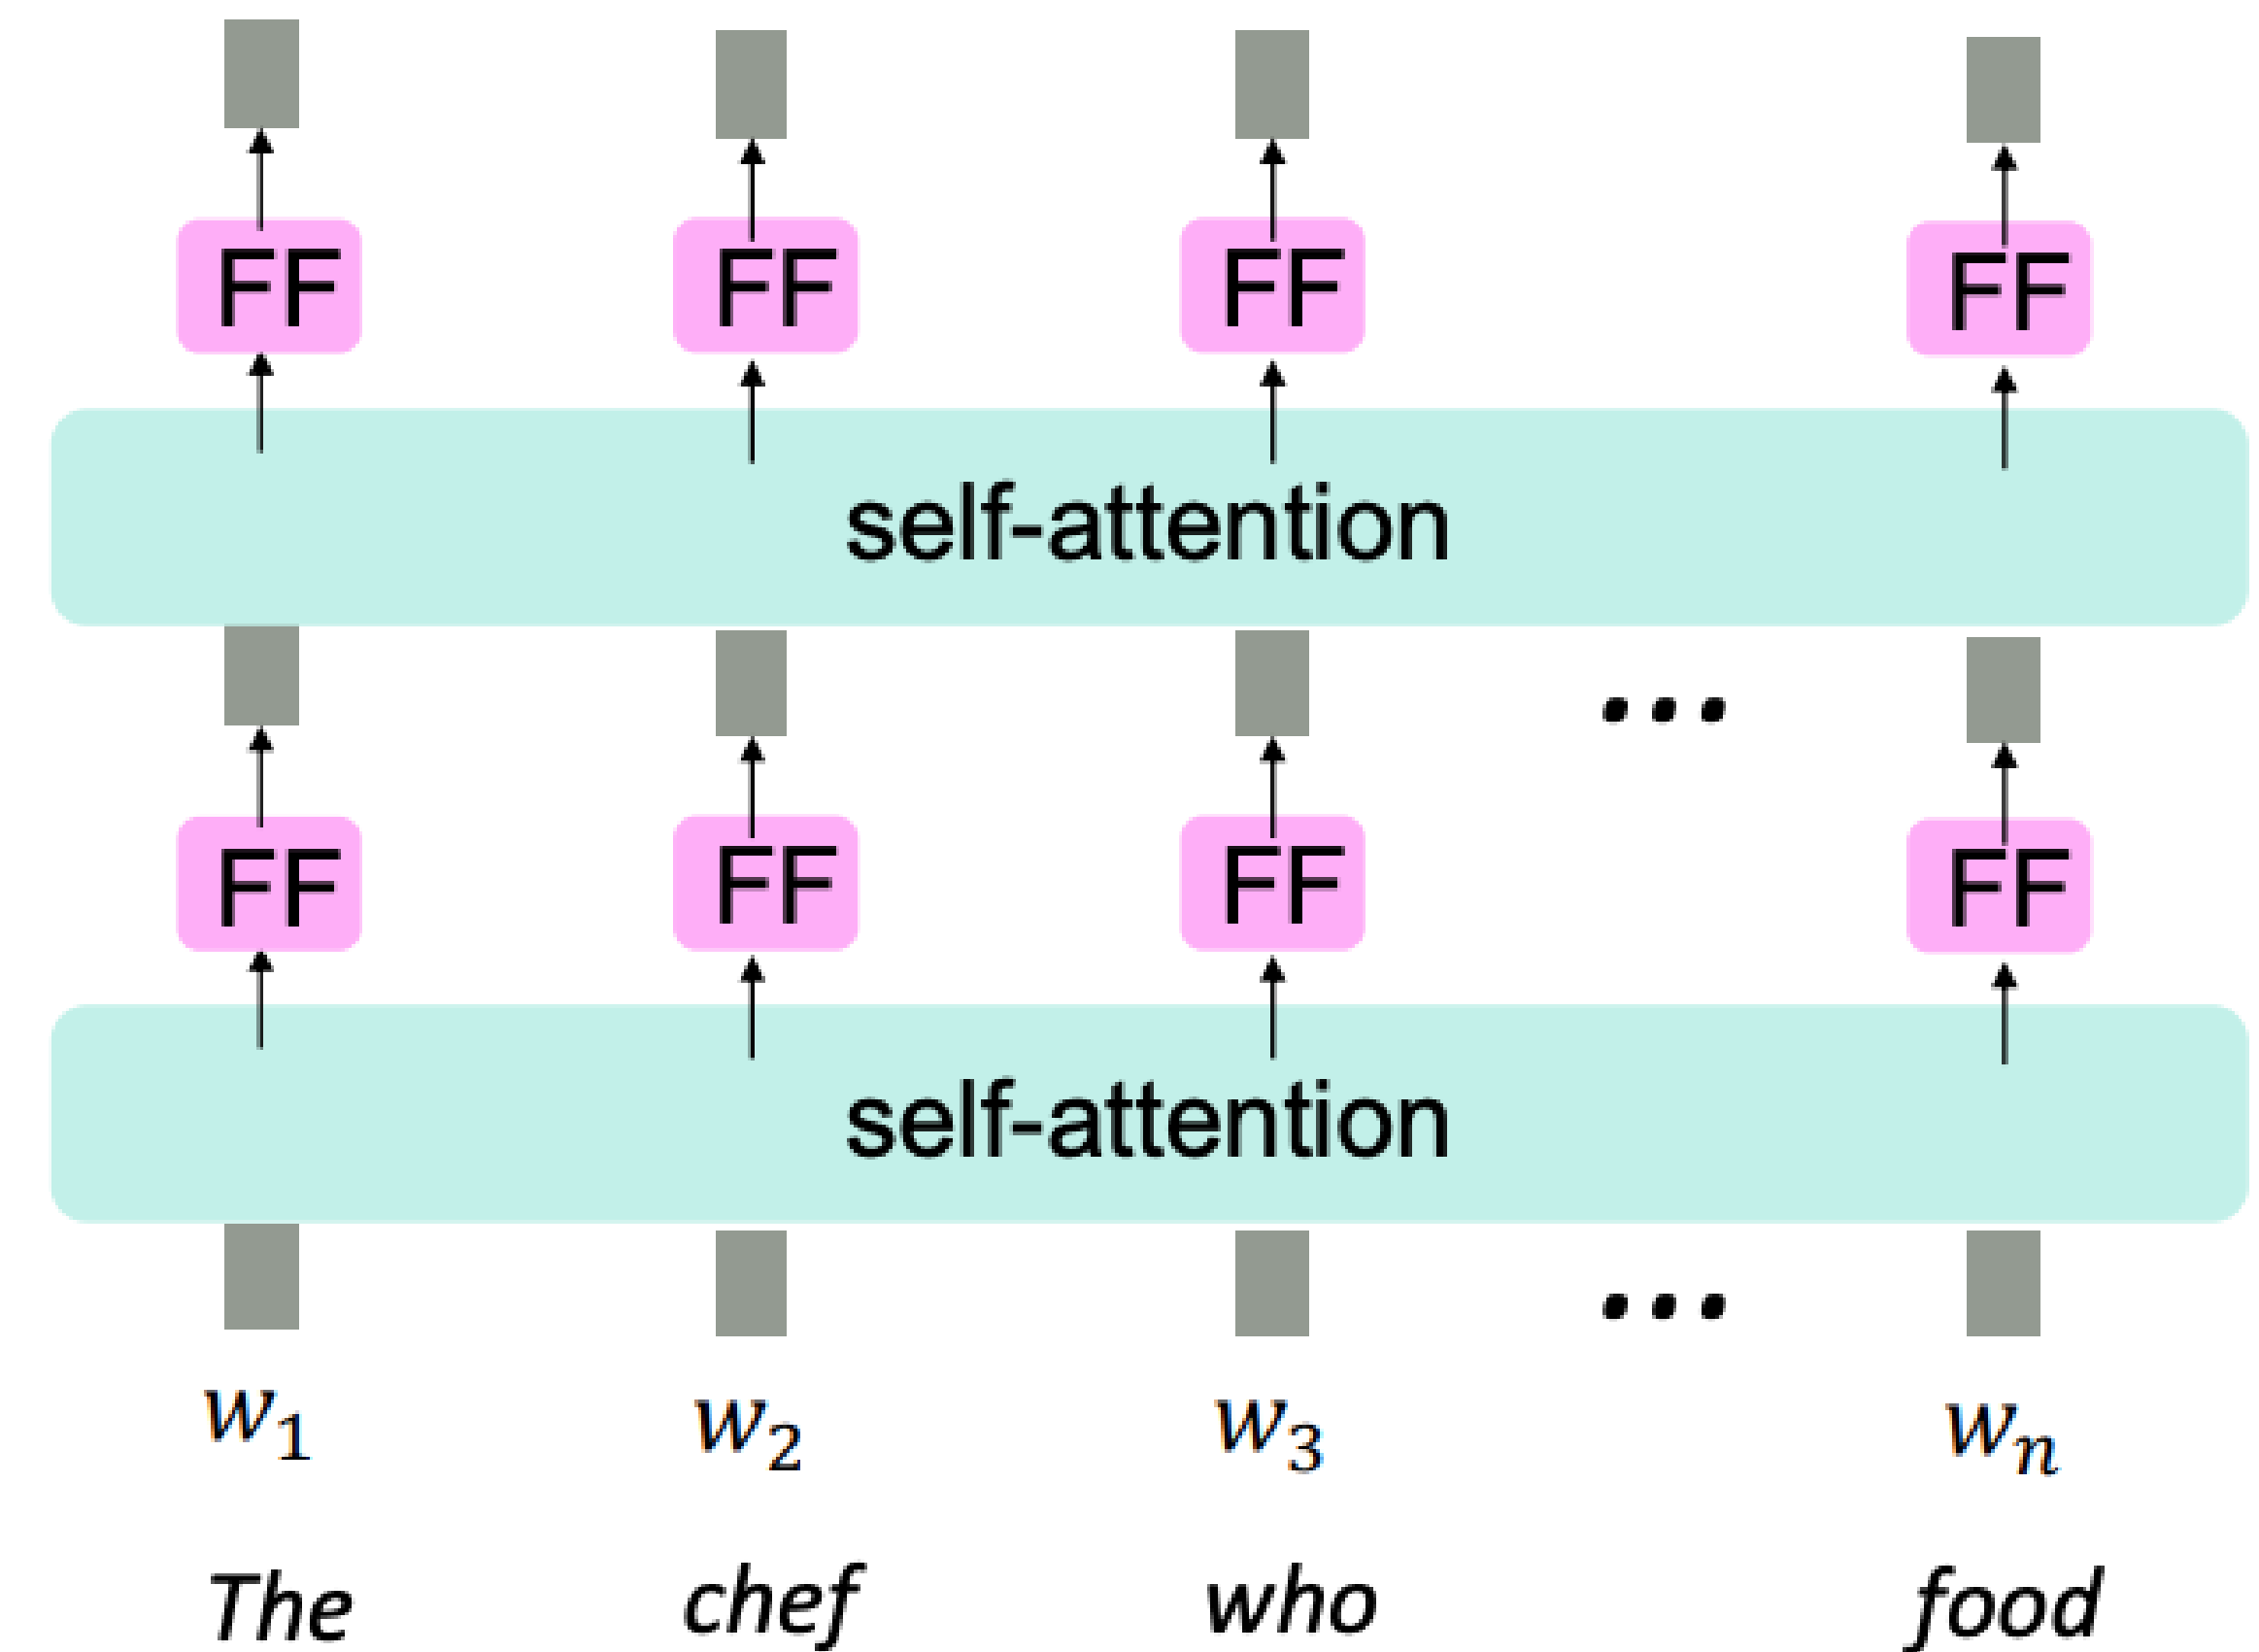 FF FF FF FF
self-attention
...
FF FF FF FF
self-attention
...
w₁ w₂ w₃ wₙ
The chef who food